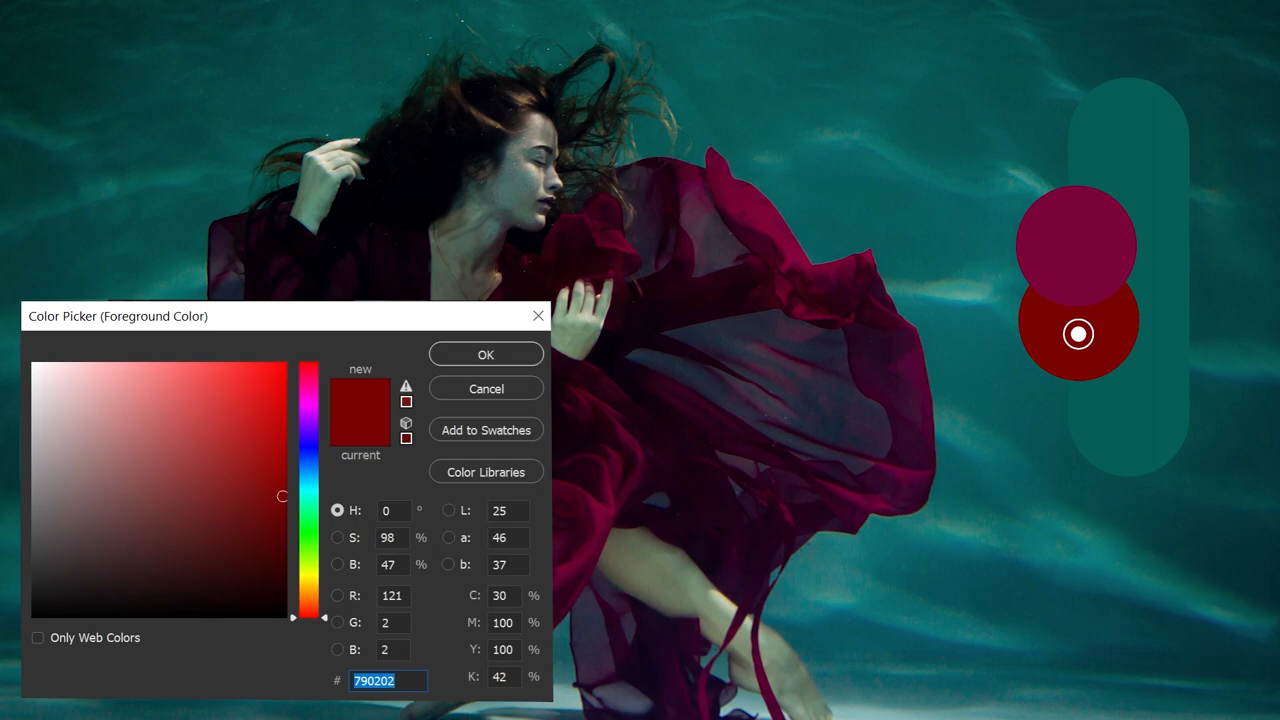 Color Picker (Foreground Color)
new
current
OK
Cancel
Add to Swatches
Color Libraries
H: 0 °
S: 98 %
B: 47 %
R: 121
G: 2
B: 2
# 790202
L: 25
a: 46
b: 37
C: 30 %
M: 100 %
Y: 100 %
K: 42 %
Only Web Colors